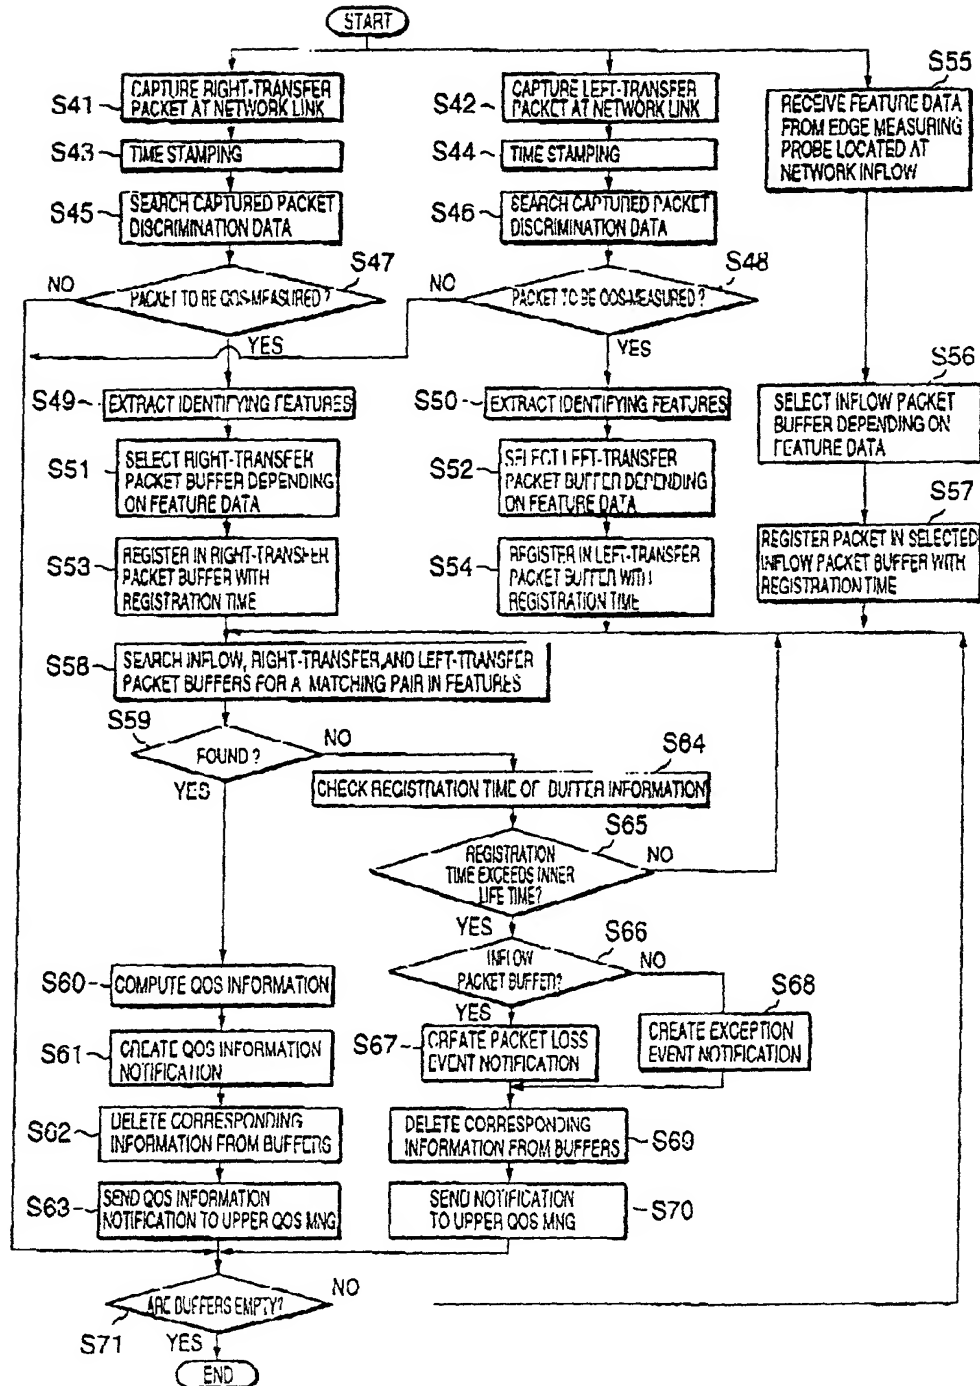 START
S41
CAPTURE RIGHT-TRANSFER
PACKET AT NETWORK LINK
S42
CAPTURE LEFT-TRANSFER
PACKET AT NETWORK LINK
S55
RECEIVE FEATURE DATA
FROM EDGE MEASURING
PROBE LOCATED AT
NETWORK INFLOW
S43
TIME STAMPING
S44
TIME STAMPING
S45
SEARCH CAPTURED PACKET
DISCRIMINATION DATA
S46
SEARCH CAPTURED PACKET
DISCRIMINATION DATA
S47
NO
PACKET TO BE QOS-MEASURED ?
YES
S48
NO
PACKET TO BE QOS-MEASURED ?
YES
S49
EXTRACT IDENTIFYING FEATURES
S50
EXTRACT IDENTIFYING FEATURES
S56
SELECT INFLOW PACKET
BUFFER DEPENDING ON
FEATURE DATA
S51
SELECT RIGHT-TRANSFER
PACKET BUFFER DEPENDING
ON FEATURE DATA
S52
SELECT LEFT-TRANSFER
PACKET BUFFER DEPENDING
ON FEATURE DATA
S57
REGISTER PACKET IN SELECTED
INFLOW PACKET BUFFER WITH
REGISTRATION TIME
S53
REGISTER IN RIGHT-TRANSFER
PACKET BUFFER WITH
REGISTRATION TIME
S54
REGISTER IN LEFT-TRANSFER
PACKET BUFFER WITH
REGISTRATION TIME
S58
SEARCH INFLOW, RIGHT-TRANSFER, AND LEFT-TRANSFER
PACKET BUFFERS FOR A MATCHING PAIR IN FEATURES
S59
FOUND ?
NO
YES
S64
CHECK REGISTRATION TIME OF BUFFER INFORMATION
S65
REGISTRATION
TIME EXCEEDS INNER
LIFE TIME?
NO
YES
S66
INFLOW
PACKET BUFFER?
NO
YES
S60
COMPUTE QOS INFORMATION
S68
CREATE EXCEPTION
EVENT NOTIFICATION
S61
CREATE QOS INFORMATION
NOTIFICATION
S67
CREATE PACKET LOSS
EVENT NOTIFICATION
S62
DELETE CORRESPONDING
INFORMATION FROM BUFFERS
DELETE CORRESPONDING
INFORMATION FROM BUFFERS
S69
S63
SEND QOS INFORMATION
NOTIFICATION TO UPPER QOS MNG
SEND NOTIFICATION
TO UPPER QOS MNG
S70
ARE BUFFERS EMPTY?
NO
S71
YES
END